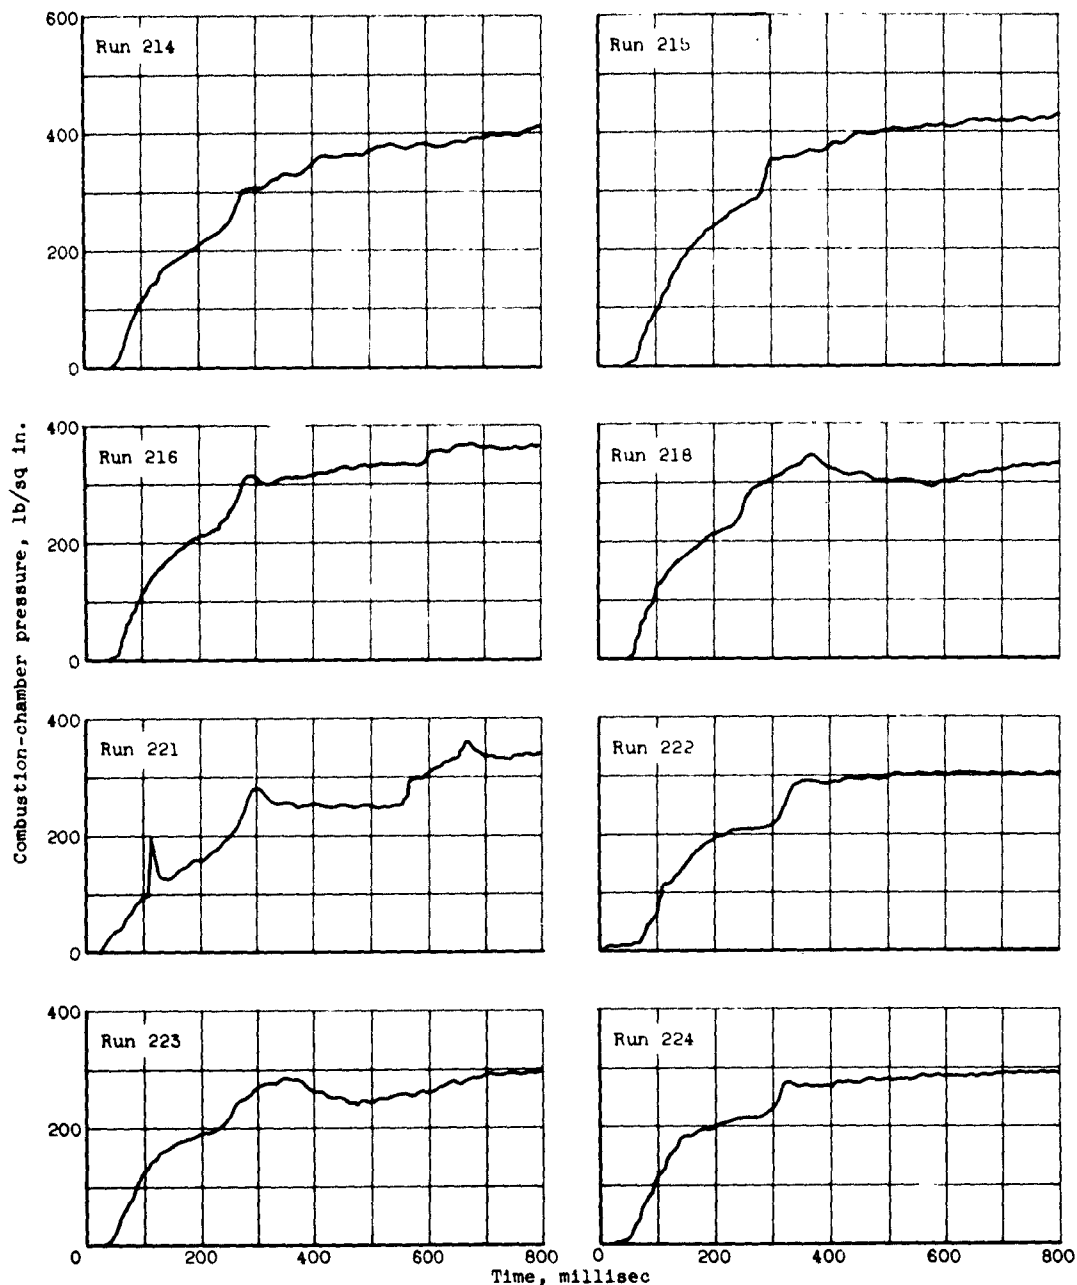 600
400
200
0
Run 214
Run 215
400
200
0
Run 216
Run 218
400
200
0
Run 221
Run 222
400
200
0
Run 223
Run 224
200
400
600
800
0
200
400
600
800
Combustion-chamber pressure, lb/sq in.
Time, millisec